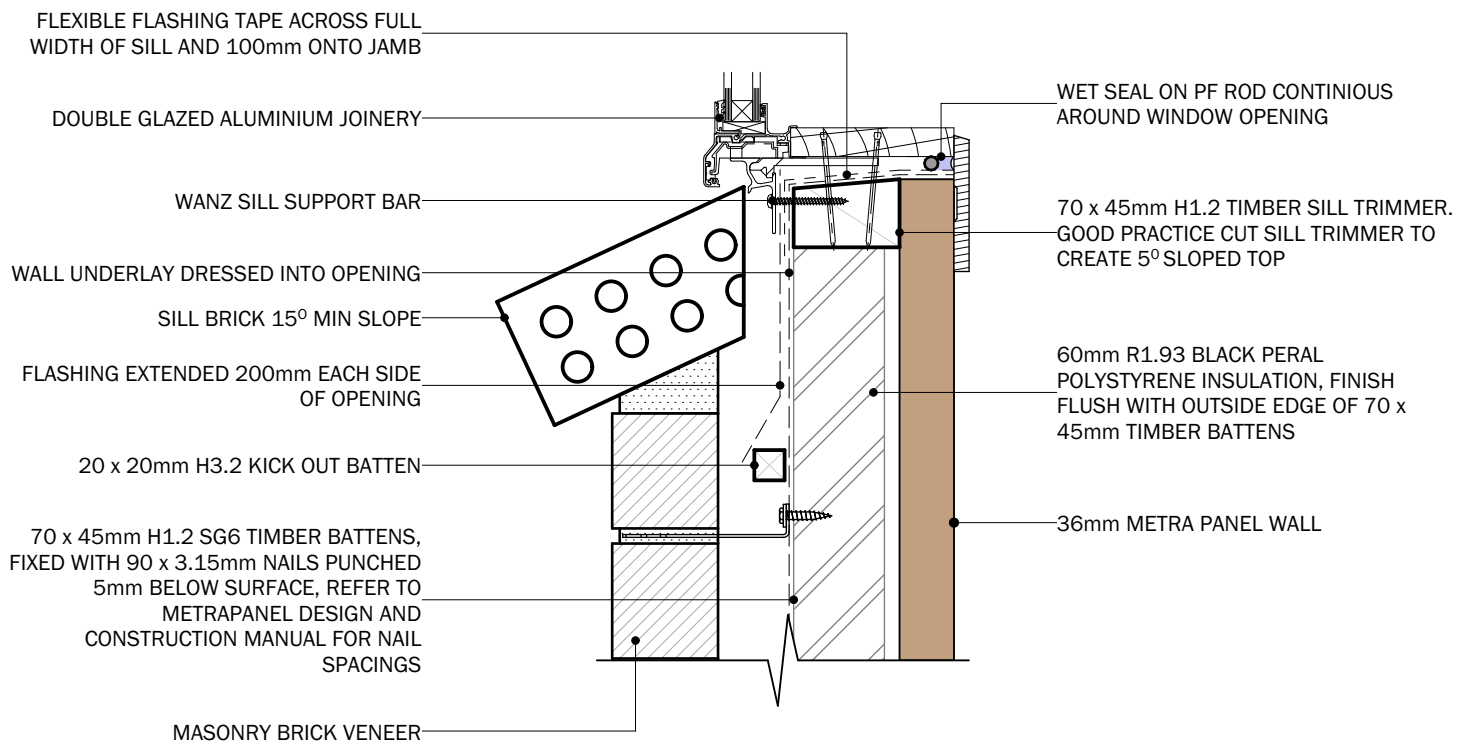 FLEXIBLE FLASHING TAPE ACROSS FULL
WIDTH OF SILL AND 100mm ONTO JAMB
DOUBLE GLAZED ALUMINIUM JOINERY
WANZ SILL SUPPORT BAR
WALL UNDERLAY DRESSED INTO OPENING
SILL BRICK 15⁰ MIN SLOPE
FLASHING EXTENDED 200mm EACH SIDE
OF OPENING
20 x 20mm H3.2 KICK OUT BATTEN
70 x 45mm H1.2 SG6 TIMBER BATTENS,
FIXED WITH 90 x 3.15mm NAILS PUNCHED
5mm BELOW SURFACE, REFER TO
METRAPANEL DESIGN AND
CONSTRUCTION MANUAL FOR NAIL
SPACINGS
MASONRY BRICK VENEER
WET SEAL ON PF ROD CONTINIOUS
AROUND WINDOW OPENING
70 x 45mm H1.2 TIMBER SILL TRIMMER.
GOOD PRACTICE CUT SILL TRIMMER TO
CREATE 5⁰ SLOPED TOP
60mm R1.93 BLACK PERAL
POLYSTYRENE INSULATION, FINISH
FLUSH WITH OUTSIDE EDGE OF 70 x
45mm TIMBER BATTENS
36mm METRA PANEL WALL